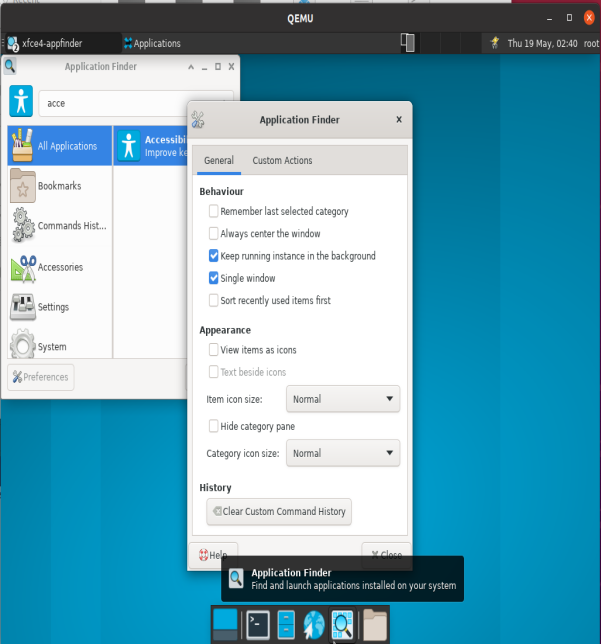 QEMU
xfce4-appfinder
Applications
Thu 19 May, 02:40 root
Application Finder
acce
All Applications
Bookmarks
Commands Hist...
Accessories
Settings
System
Preferences
Improve
Application Finder
General
Custom Actions
Behaviour
Remember last selected category
Always center the window
Keep running instance in the background
Single window
Sort recently used items first
Appearance
View items as icons
Text beside icons
Item icon size: Normal
Hide category pane
Category icon size: Normal
History
Clear Custom Command History
Help
Close
Application Finder
Find and launch applications installed on your system